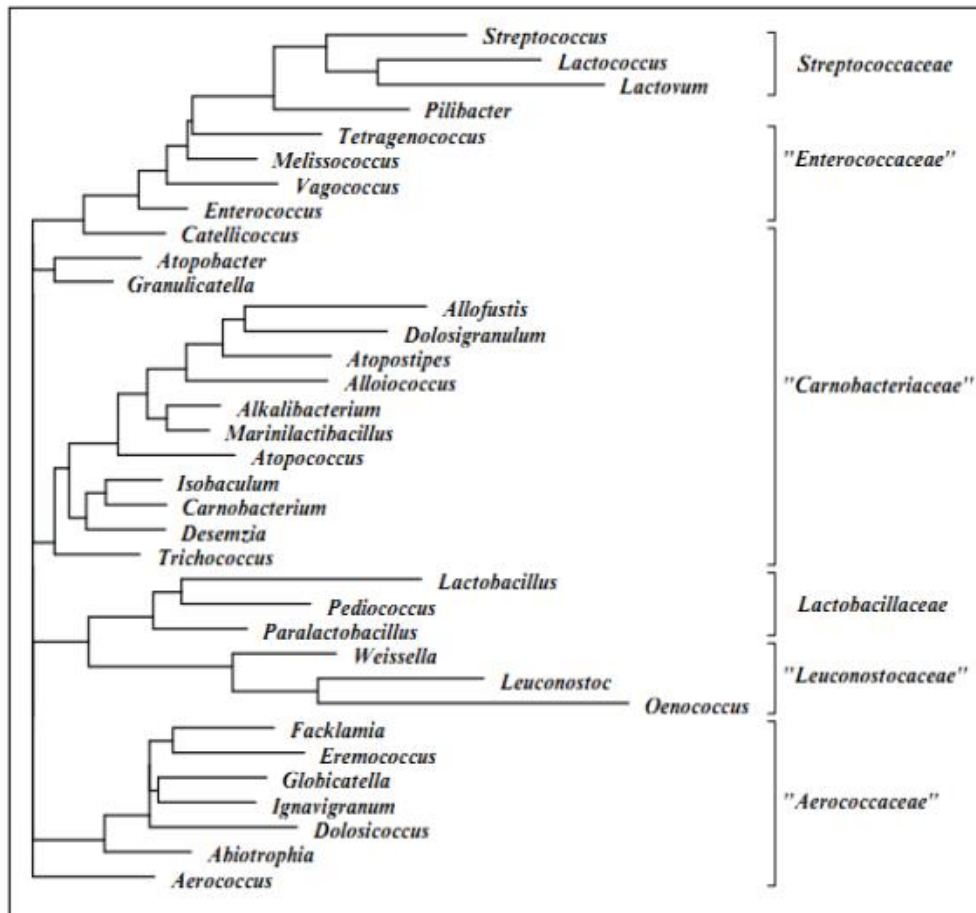 Streptococcus
Lactococcus
Streptococcaceae
Lactovum
Pilibacter
Tetragenococcus
Melissococcus
"Enterococcaceae"
Vagococcus
Enterococcus
Catellicoccus
Atopobacter
Granulicatella
Allofustis
Dolosigranulum
Atopostipes
Alloiococcus
"Carnobacteriaceae"
Alkalibacterium
Marinilactibacillus
Atopococcus
Isobaculum
Carnobacterium
Desemzia
Trichococcus
Lactobacillus
Pediococcus
Lactobacillaceae
Paralactobacillus
Weissella
"Leuconostocaceae"
Leuconostoc
Oenococcus
Facklamia
Eremococcus
Globicatella
Ignavigranum
"Aerococcaceae"
Dolosicoccus
Abiotrophia
Aerococcus